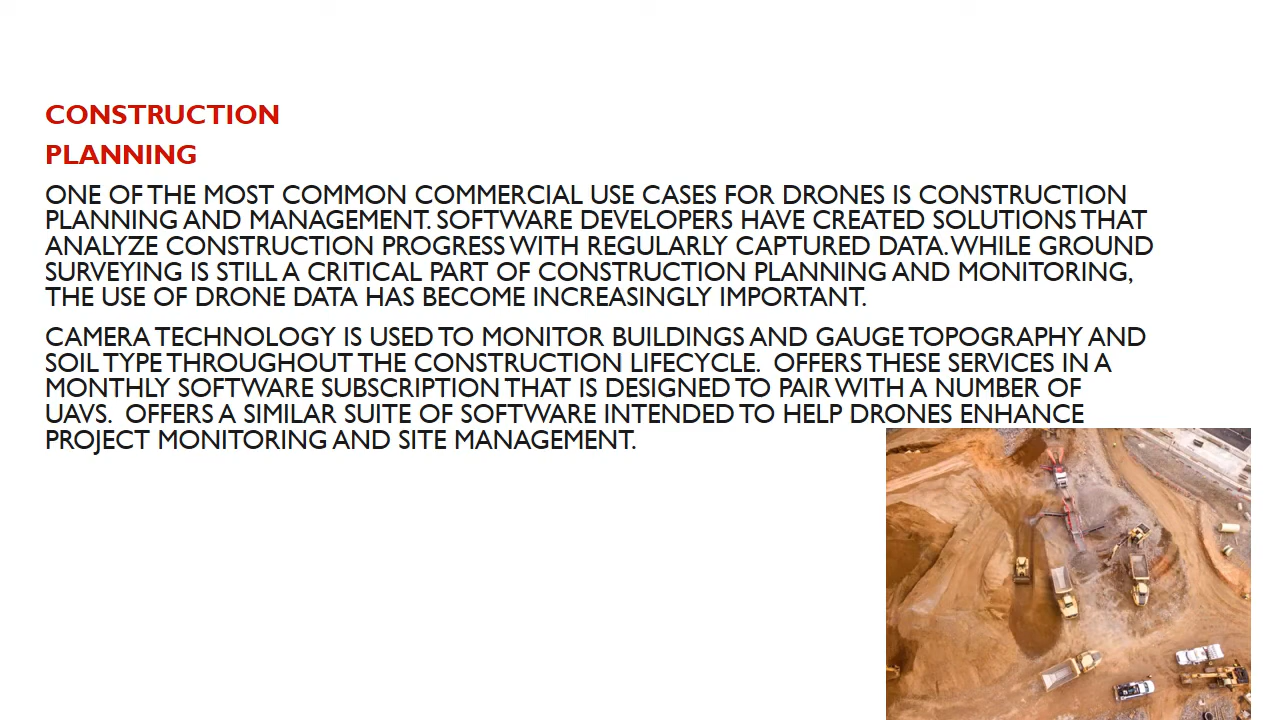 CONSTRUCTION
PLANNING
ONE OF THE MOST COMMON COMMERCIAL USE CASES FOR DRONES IS CONSTRUCTION
PLANNING AND MANAGEMENT. SOFTWARE DEVELOPERS HAVE CREATED SOLUTIONS THAT
ANALYZE CONSTRUCTION PROGRESS WITH REGULARLY CAPTURED DATA. WHILE GROUND
SURVEYING IS STILL A CRITICAL PART OF CONSTRUCTION PLANNING AND MONITORING,
THE USE OF DRONE DATA HAS BECOME INCREASINGLY IMPORTANT.
CAMERA TECHNOLOGY IS USED TO MONITOR BUILDINGS AND GAUGE TOPOGRAPHY AND
SOIL TYPE THROUGHOUT THE CONSTRUCTION LIFECYCLE.  OFFERS THESE SERVICES IN A
MONTHLY SOFTWARE SUBSCRIPTION THAT IS DESIGNED TO PAIR WITH A NUMBER OF
UAVS.  OFFERS A SIMILAR SUITE OF SOFTWARE INTENDED TO HELP DRONES ENHANCE
PROJECT MONITORING AND SITE MANAGEMENT.